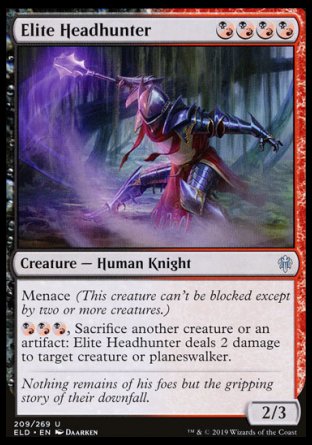 Elite Headhunter
Creature — Human Knight
Menace (This creature can't be blocked except
by two or more creatures.)
, Sacrifice another creature or an
artifact: Elite Headhunter deals 2 damage
to target creature or planeswalker.
Nothing remains of his foes but the gripping
story of their downfall.
209/269 U
ELD • EN Daarken
™ & © 2019 Wizards of the Coast
2/3